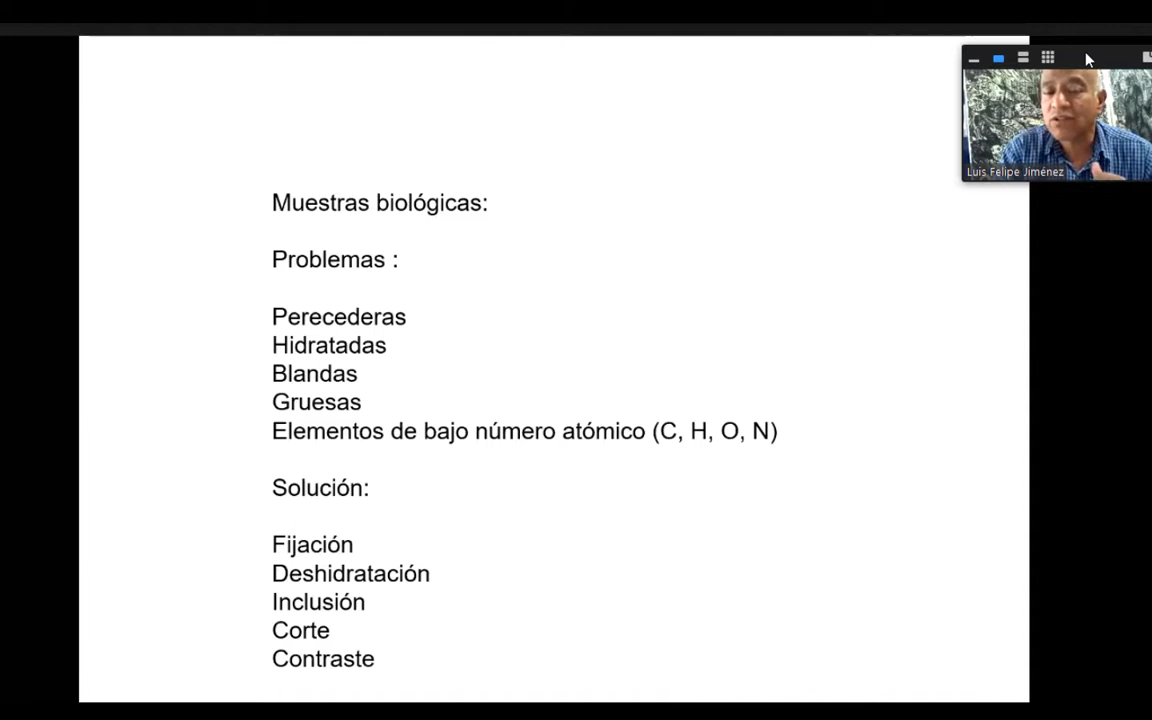 Luis Felipe Jiménez
Muestras biológicas:
Problemas :
Perecederas
Hidratadas
Blandas
Gruesas
Elementos de bajo número atómico (C, H, O, N)
Solución:
Fijación
Deshidratación
Inclusión
Corte
Contraste